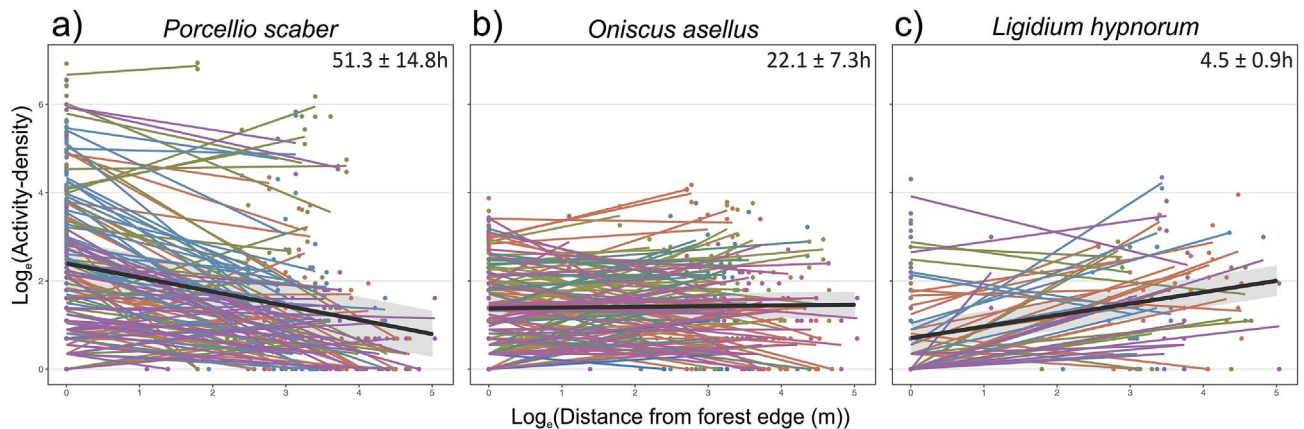 a) Porcellio scaber
b) Oniscus asellus
c) Ligidium hypnorum
51.3 ± 14.8h
22.1 ± 7.3h
4.5 ± 0.9h
Logₑ(Activity-density)
6
4
2
0
0 1 2 3 4 5
0 1 2 3 4 5
0 1 2 3 4 5
Logₑ(Distance from forest edge (m))